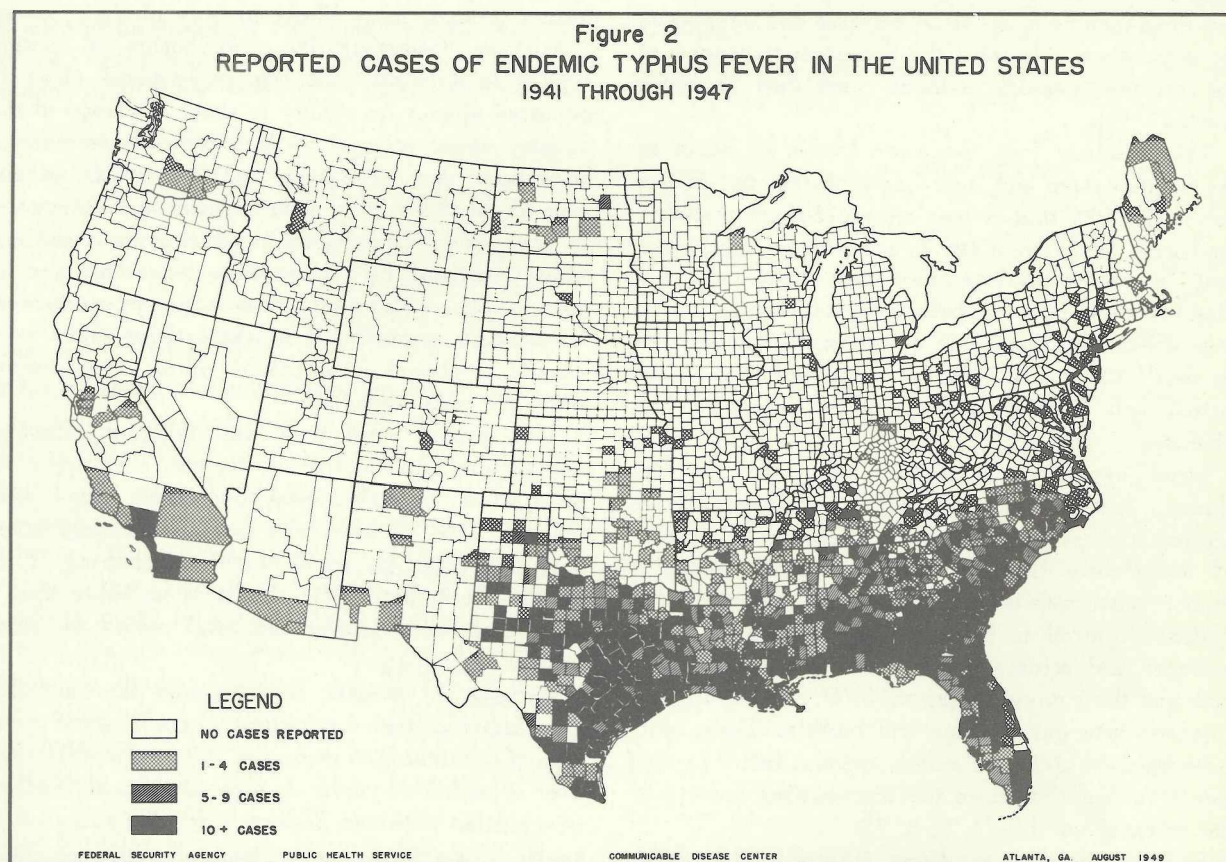 Figure 2
REPORTED CASES OF ENDEMIC TYPHUS FEVER IN THE UNITED STATES
1941 THROUGH 1947
LEGEND
NO CASES REPORTED
1-4 CASES
5-9 CASES
10+ CASES
FEDERAL SECURITY AGENCY PUBLIC HEALTH SERVICE COMMUNICABLE DISEASE CENTER ATLANTA, GA. AUGUST 1949